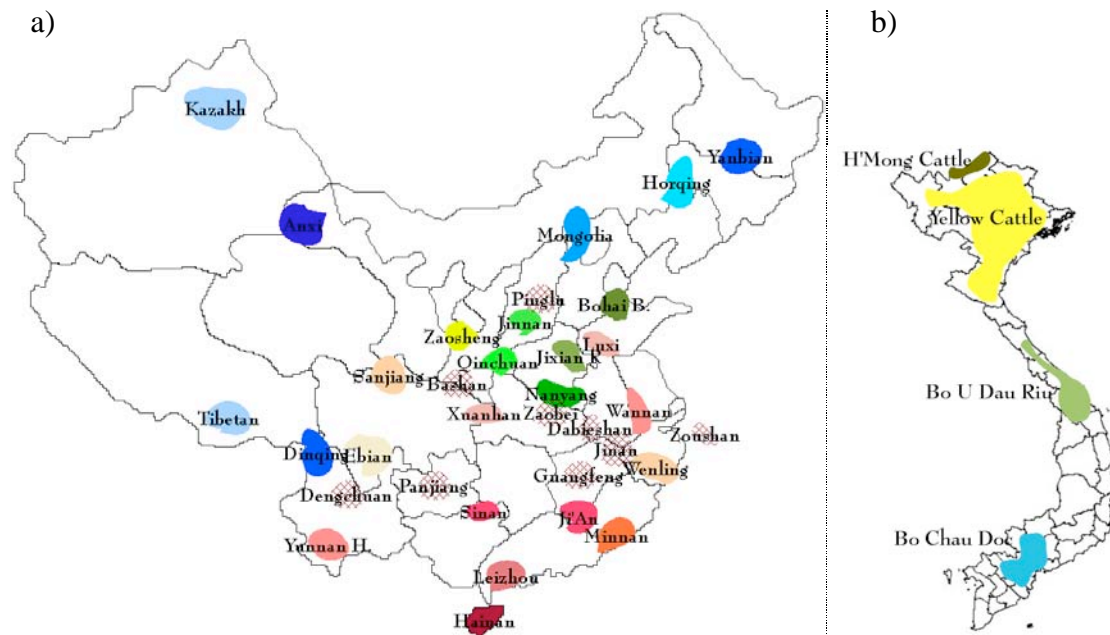 a)
b)
Kazakh
Yanbian
H'Mong Cattle
Horqing
Anxi
Yellow Cattle
Mongolia
Pinglu
Bohai B.
Jinnan
Zaosheng
Luxi
Jixian R
Qinchuan
Sanjiang
Bashan
Nanyang
Bo U Dau Riu
Xnanhan
Zaobei
Wannan
Tibetan
Dabieshan
Zoushan
Dinqing
Ebian
Jinan
Wenling
Guangfeng
Dengchuan
Panjiang
Sinan
Ji'An
Minnan
Bo Chau Doc
Yunnan H.
Leizhou
Hainan